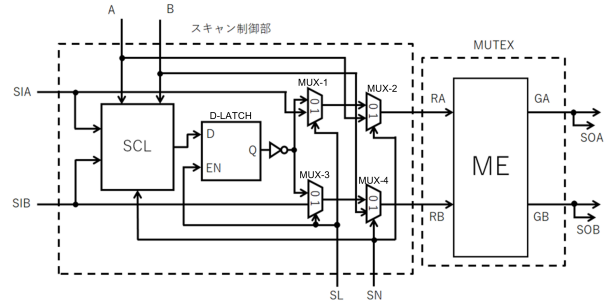 A
B
スキャン制御部
MUTEX
SIA
MUX-1
MUX-2
0 1
0 1
RA
GA
SOA
D-LATCH
SCL
D
Q
EN
ME
MUX-3
MUX-4
0 1
0 1
SIB
RB
GB
SOB
SL
SN